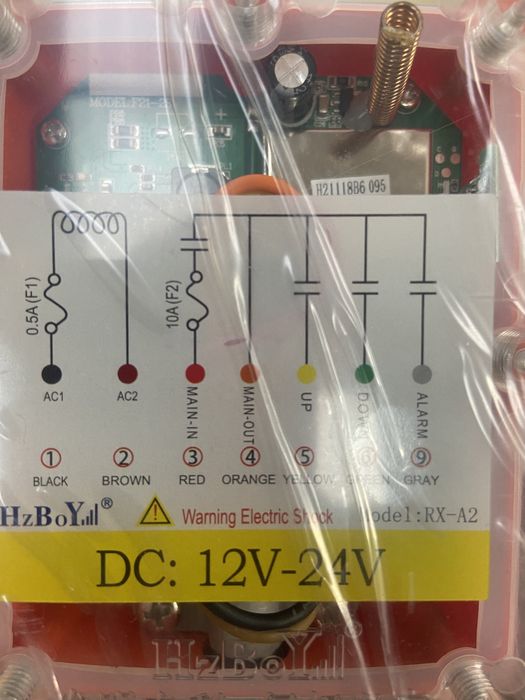 MODEL:F21-2S
+
H21118B6 095
0.5A(F1)
10A(F2)
AC1
AC2
MAIN-IN
MAIN-OUT
UP
DOWN
ALARM
① ② ③ ④ ⑤ ⑥ ⑨
BLACK BROWN RED ORANGE YELLOW GREEN GRAY
HzBoY® Warning Electric Shock Model:RX-A2
DC: 12V-24V
HzBoY